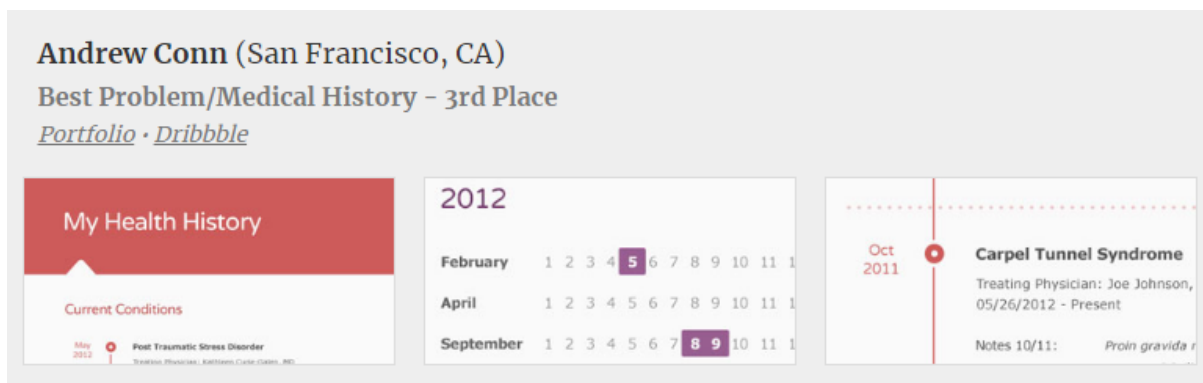 Andrew Conn (San Francisco, CA)
Best Problem/Medical History - 3rd Place
Portfolio • Dribbble
My Health History
Current Conditions
May
2012
Post Traumatic Stress Disorder
Treating Physician: Kathleen
2012
February 1 2 3 4 5 6 7 8 9 10 11 1
April 1 2 3 4 5 6 7 8 9 10 11 1
September 1 2 3 4 5 6 7 8 9 10 11 1
Oct
2011
Carpel Tunnel Syndrome
Treating Physician: Joe Johnson,
05/26/2012 - Present
Notes 10/11: Proin gravida